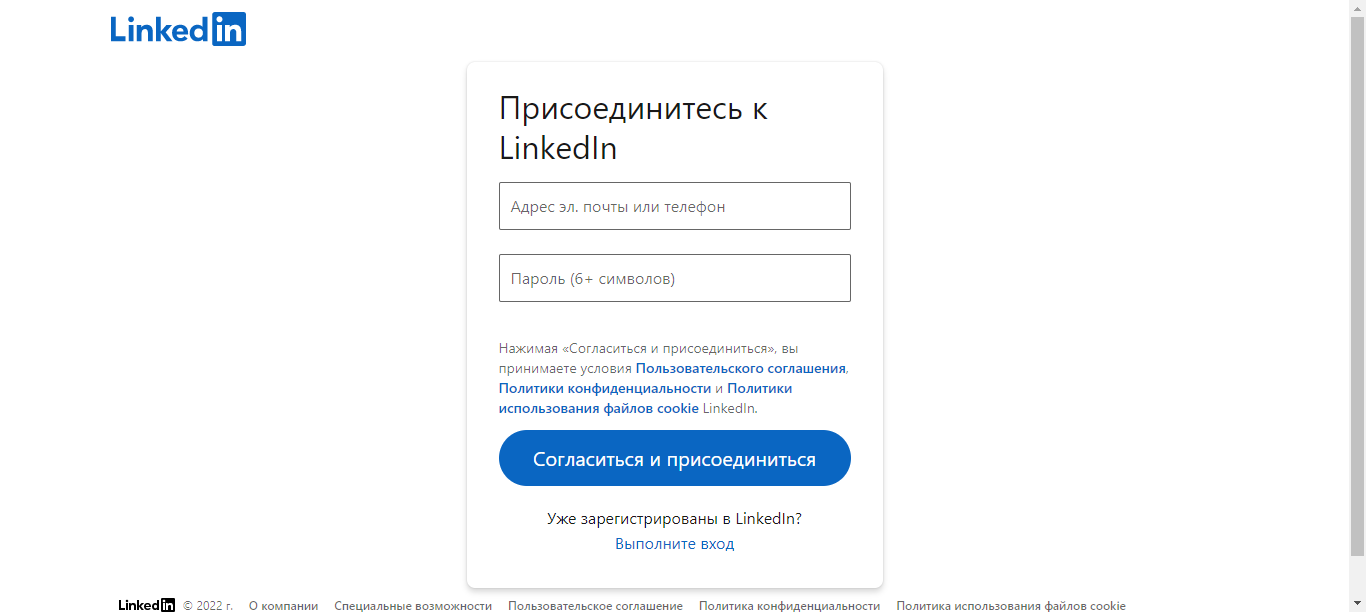 LinkedIn
Присоединитесь к
LinkedIn
Адрес эл. почты или телефон
Пароль (6+ символов)
Нажимая «Согласиться и присоединиться», вы
принимаете условия Пользовательского соглашения,
Политики конфиденциальности и Политики
использования файлов cookie LinkedIn.
Согласиться и присоединиться
Уже зарегистрированы в LinkedIn?
Выполните вход
LinkedIn © 2022 г. О компании Специальные возможности Пользовательское соглашение Политика конфиденциальности Политика использования файлов cookie